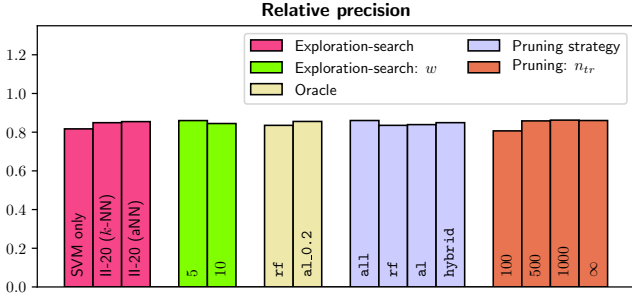 Relative precision
1.2
1.0
0.8
0.6
0.4
0.2
0.0
Exploration-search
Exploration-search: w
Oracle
Pruning strategy
Pruning: n_tr
SVM only
II-20 (k-NN)
II-20 (aNN)
5
10
rf
al_0.2
all
rf
al
hybrid
100
500
1000
∞